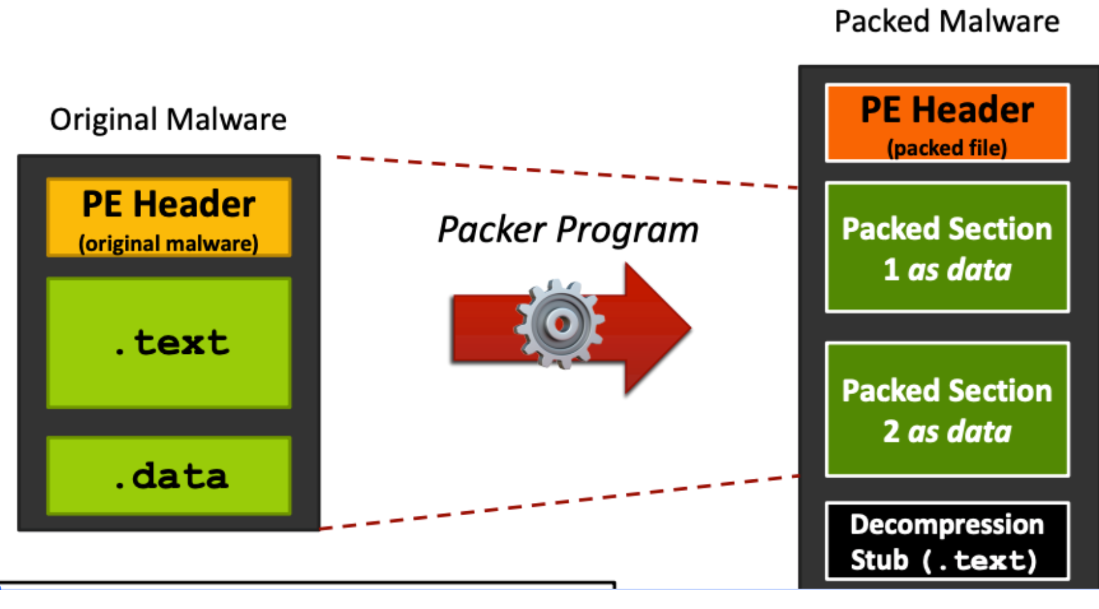 Original Malware
PE Header
(original malware)
.text
.data
Packer Program
Packed Malware
PE Header
(packed file)
Packed Section
1 as data
Packed Section
2 as data
Decompression
Stub (.text)